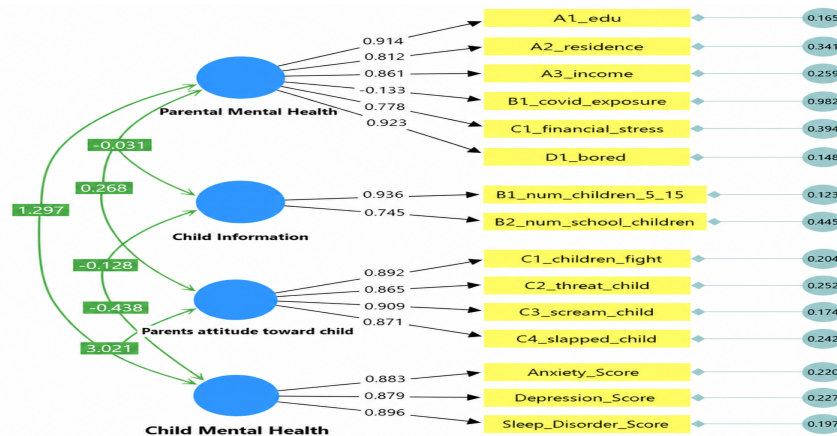 A1_edu
0.165
0.914
0.812
A2_residence
0.341
0.861
A3_income
0.259
-0.133
B1_covid_exposure
0.982
Parental Mental Health
0.778
C1_financial_stress
0.394
0.923
-0.031
D1_bored
0.148
0.268
0.936
B1_num_children_5_15
0.123
1.297
0.745
B2_num_school_children
0.445
Child Information
-0.128
0.892
C1_children_fight
0.204
0.865
C2_threat_child
0.252
-0.438
0.909
C3_scream_child
0.174
Parents attitude toward child
0.871
C4_slapped_child
0.242
3.021
0.883
Anxiety_Score
0.220
0.879
Depression_Score
0.227
0.896
Sleep_Disorder_Score
0.197
Child Mental Health